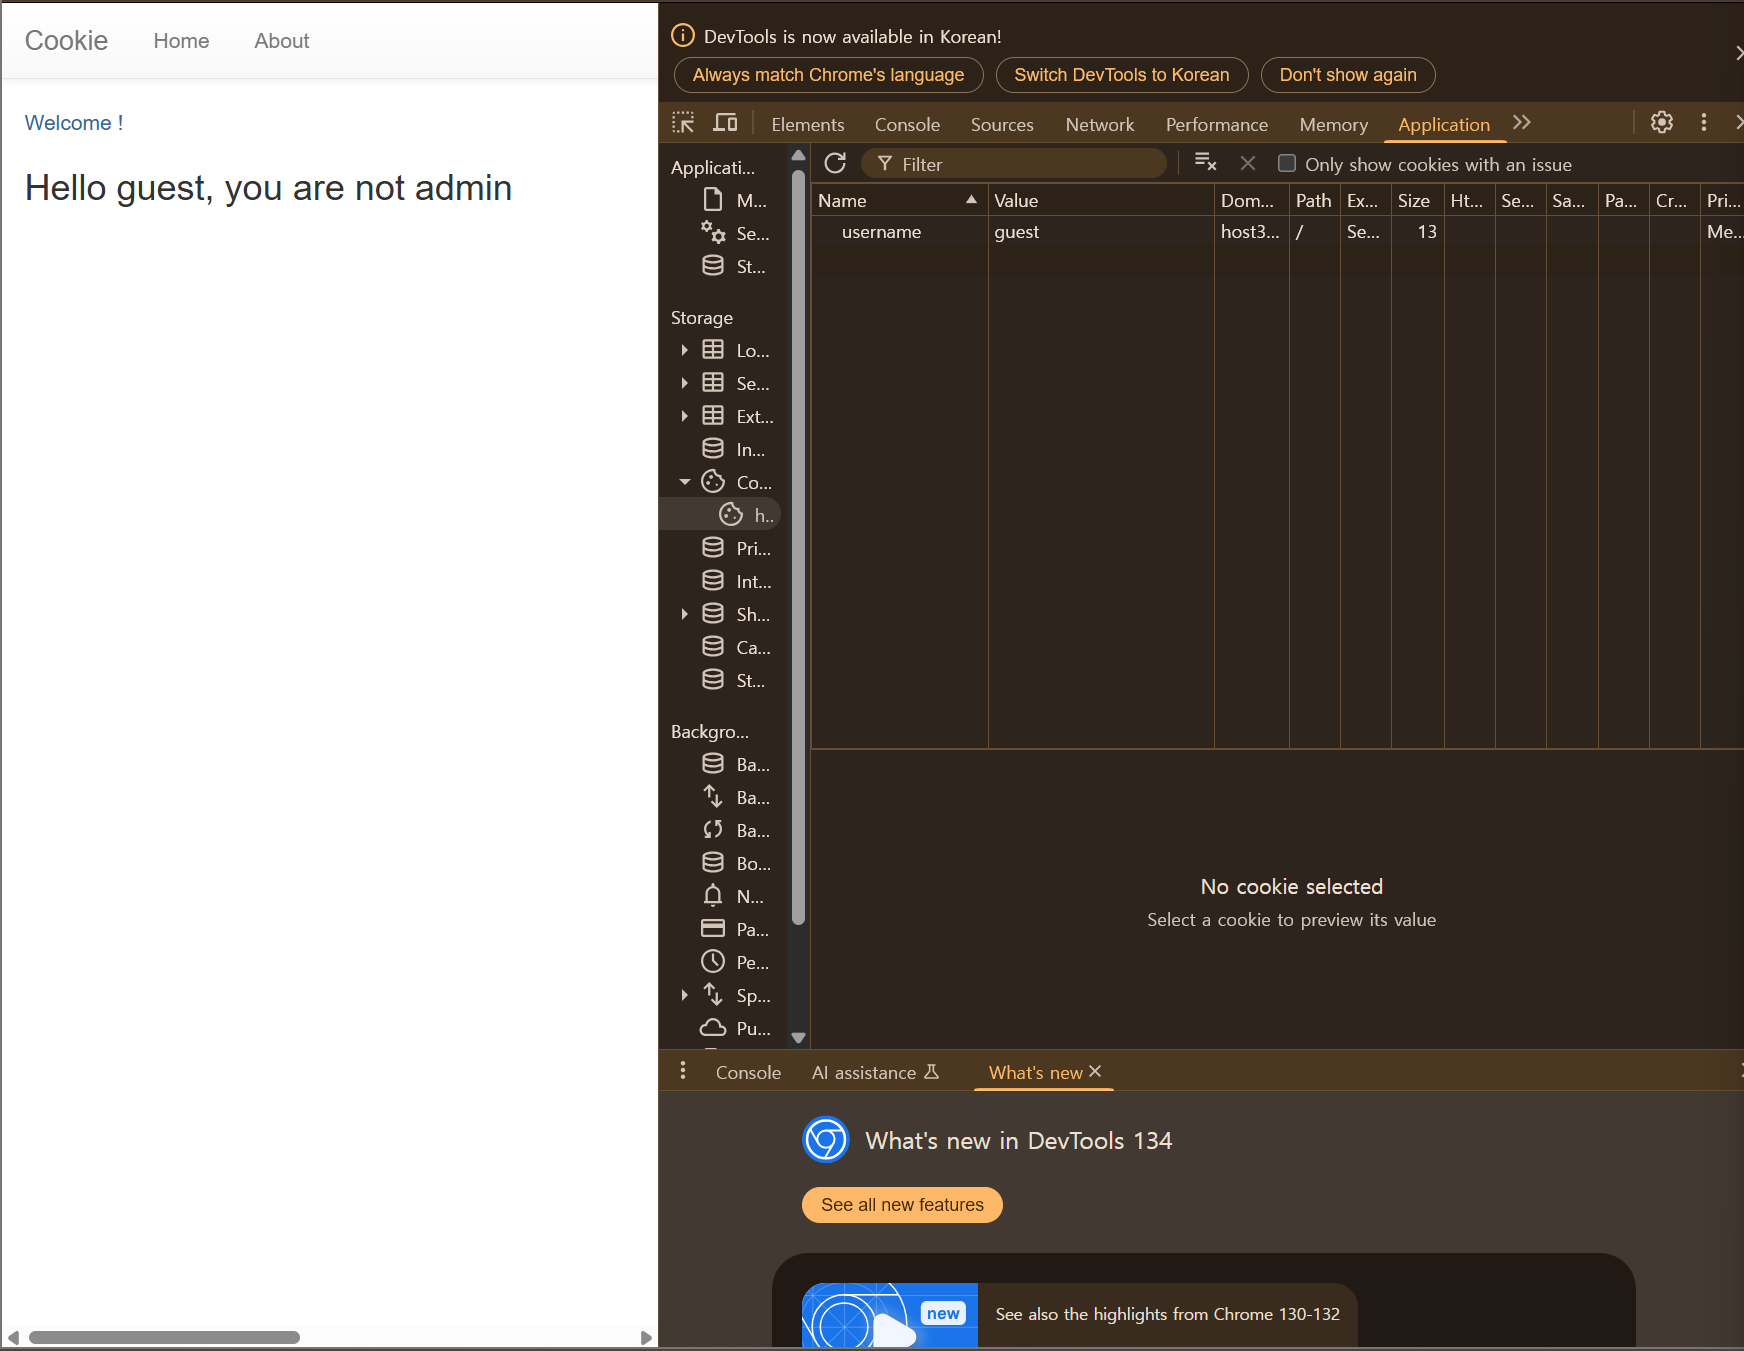 Cookie Home About
Welcome !
Hello guest, you are not admin
DevTools is now available in Korean!
Always match Chrome's language Switch DevTools to Korean Don't show again
Elements Console Sources Network Performance Memory Application
Applicati...
M...
Se...
St...
Storage
Lo...
Se...
Ext...
In...
Co...
h..
Pri...
Int...
Sh...
Ca...
St...
Backgro...
Ba...
Ba...
Ba...
Bo...
N...
Pa...
Pe...
Sp...
Pu...
Filter Only show cookies with an issue
Name Value Dom... Path Ex... Size Ht... Se... Sa... Pa... Cr... Pri...
username guest host3... / Se... 13 Me...
No cookie selected
Select a cookie to preview its value
Console AI assistance What's new
What's new in DevTools 134
See all new features
new
See also the highlights from Chrome 130-132